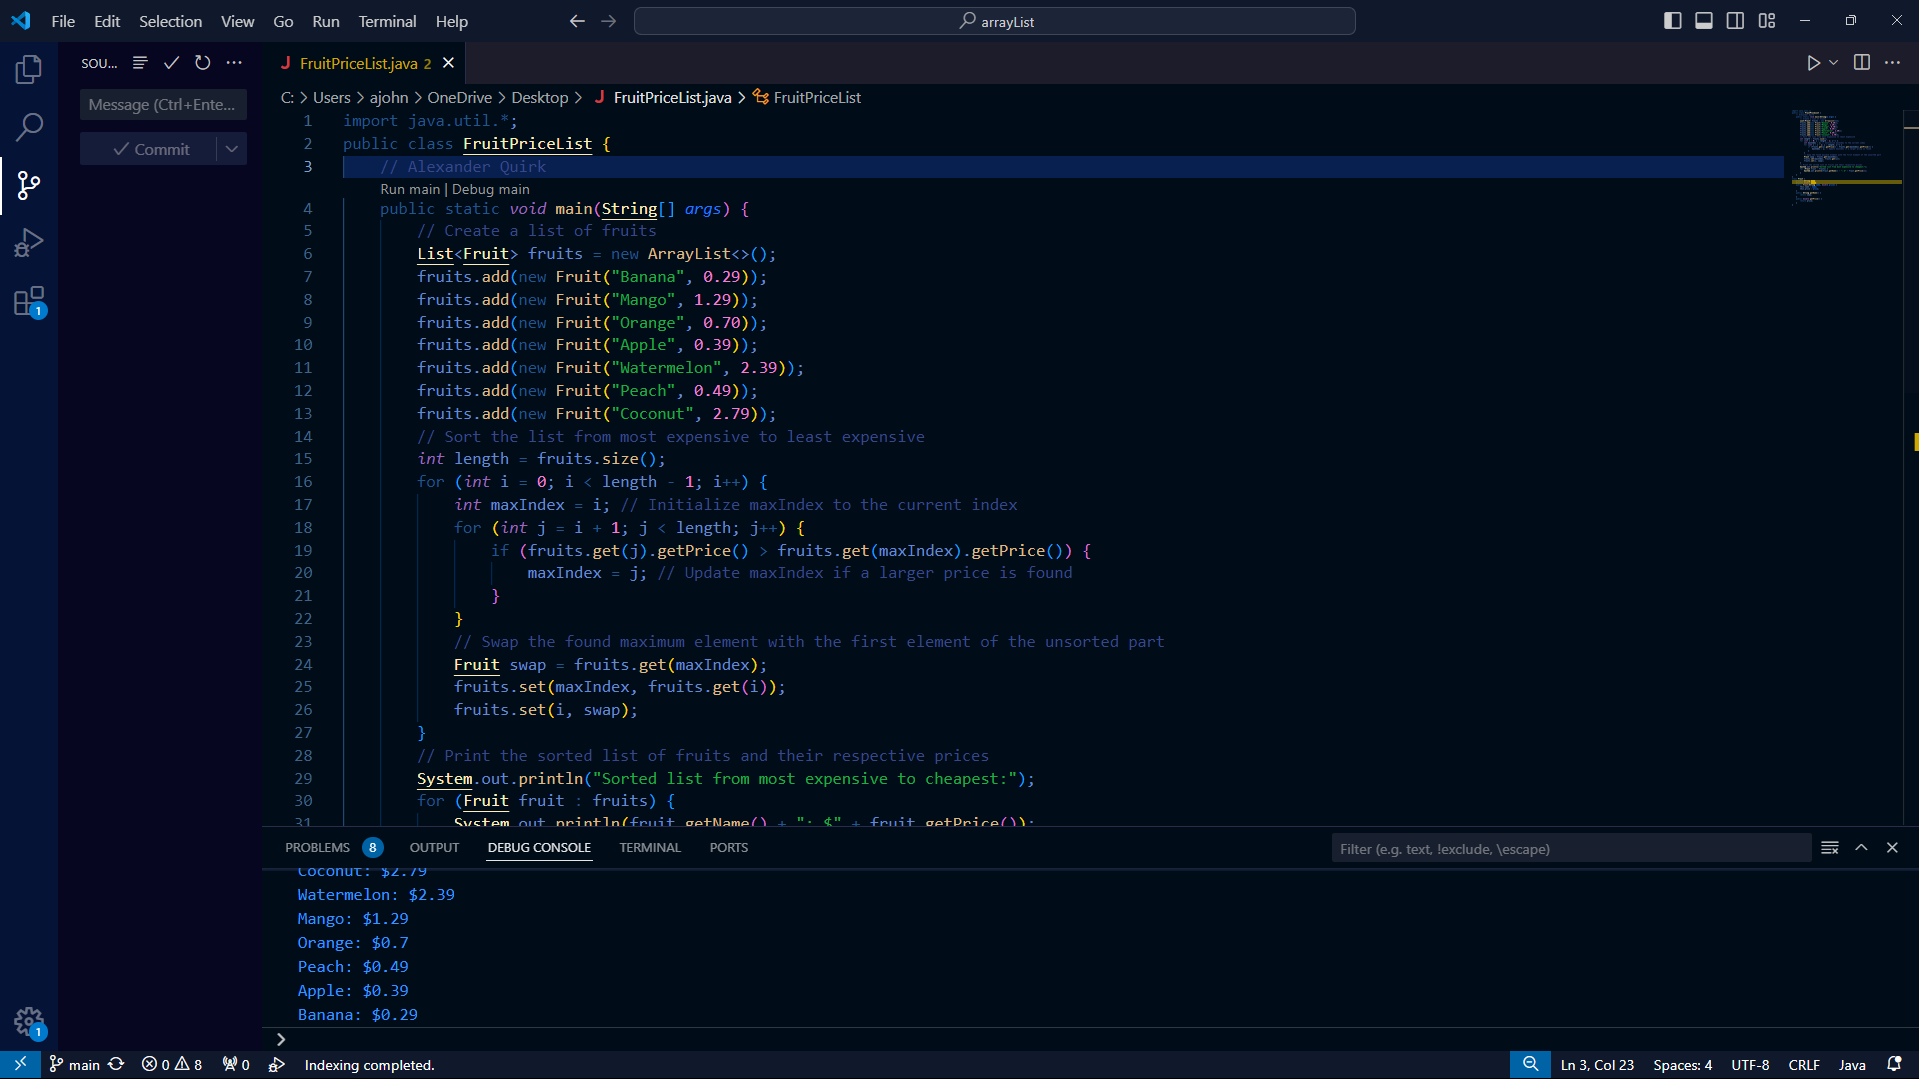 File Edit Selection View Go Run Terminal Help
arrayList
SOU...
FruitPriceList.java 2
Message (Ctrl+Ente...
Commit
C: > Users > ajohn > OneDrive > Desktop > FruitPriceList.java > FruitPriceList
1 import java.util.*;
2 public class FruitPriceList {
3 // Alexander Quirk
Run main | Debug main
4 public static void main(String[] args) {
5 // Create a list of fruits
6 List<Fruit> fruits = new ArrayList<>();
7 fruits.add(new Fruit("Banana", 0.29));
8 fruits.add(new Fruit("Mango", 1.29));
9 fruits.add(new Fruit("Orange", 0.70));
10 fruits.add(new Fruit("Apple", 0.39));
11 fruits.add(new Fruit("Watermelon", 2.39));
12 fruits.add(new Fruit("Peach", 0.49));
13 fruits.add(new Fruit("Coconut", 2.79));
14 // Sort the list from most expensive to least expensive
15 int length = fruits.size();
16 for (int i = 0; i < length - 1; i++) {
17 int maxIndex = i; // Initialize maxIndex to the current index
18 for (int j = i + 1; j < length; j++) {
19 if (fruits.get(j).getPrice() > fruits.get(maxIndex).getPrice()) {
20 maxIndex = j; // Update maxIndex if a larger price is found
21 }
22 }
23 // Swap the found maximum element with the first element of the unsorted part
24 Fruit swap = fruits.get(maxIndex);
25 fruits.set(maxIndex, fruits.get(i));
26 fruits.set(i, swap);
27 }
28 // Print the sorted list of fruits and their respective prices
29 System.out.println("Sorted list from most expensive to cheapest:");
30 for (Fruit fruit : fruits) {
31 System.out.println(fruit.getName() + ": $" + fruit.getPrice());
PROBLEMS 8 OUTPUT DEBUG CONSOLE TERMINAL PORTS
Filter (e.g. text, !exclude, \escape)
Coconut: $2.79
Watermelon: $2.39
Mango: $1.29
Orange: $0.7
Peach: $0.49
Apple: $0.39
Banana: $0.29
1
1
main 0 8 0 Indexing completed.
Ln 3, Col 23 Spaces: 4 UTF-8 CRLF Java